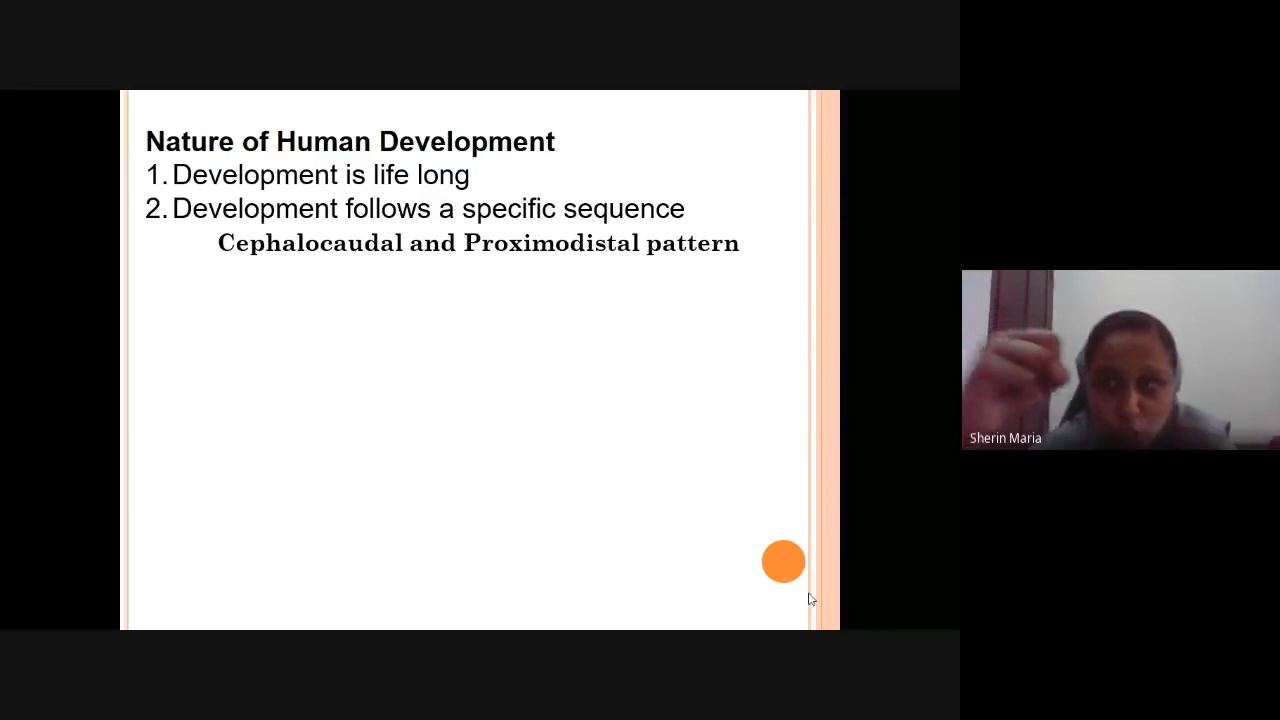 Nature of Human Development
1. Development is life long
2. Development follows a specific sequence
Cephalocaudal and Proximodistal pattern
Sherin Maria